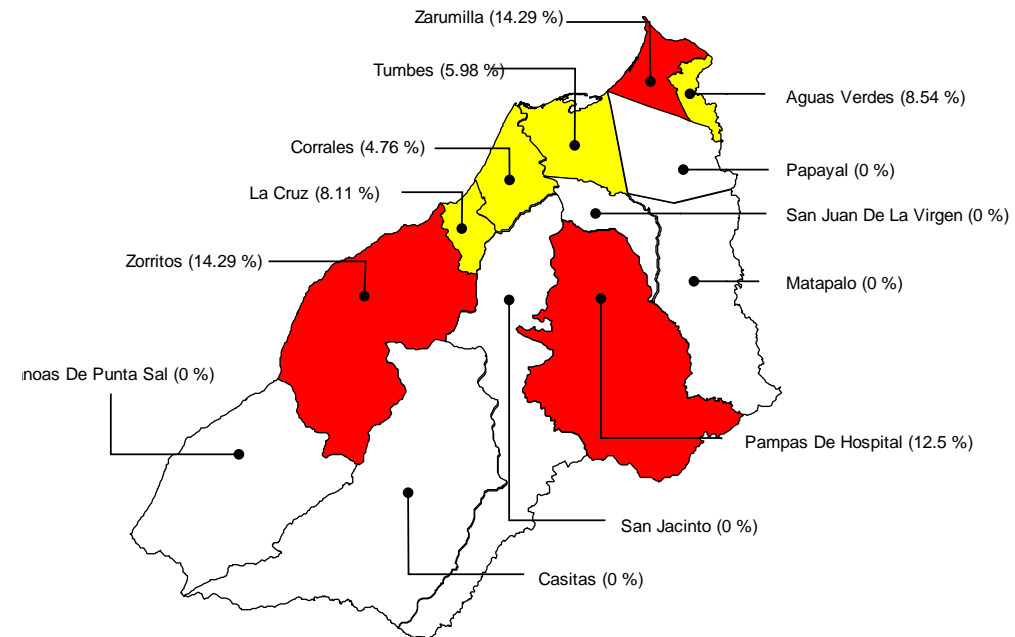 Zarumilla (14.29 %)
Tumbes (5.98 %)
Aguas Verdes (8.54 %)
Corrales (4.76 %)
Papayal (0 %)
La Cruz (8.11 %)
San Juan De La Virgen (0 %)
Zorritos (14.29 %)
Matapalo (0 %)
noas De Punta Sal (0 %)
Pampas De Hospital (12.5 %)
San Jacinto (0 %)
Casitas (0 %)